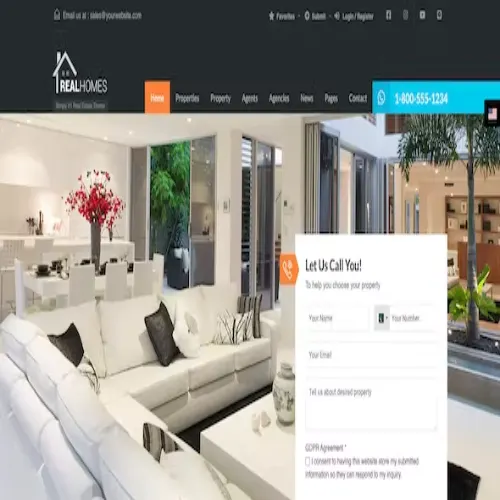 Email us at : sales@yourwebsite.com
Favorites
Submit
Login / Register
REALHOMES
Simply #1 Real Estate Theme
Home
Properties
Property
Agents
Agencies
News
Pages
Contact
1-800-555-1234
Let Us Call You!
To help you choose your property
Your Name
Your Number
Your Email
Tell us about desired property
GDPR Agreement *
I consent to having this website store my submitted
information so they can respond to my inquiry.